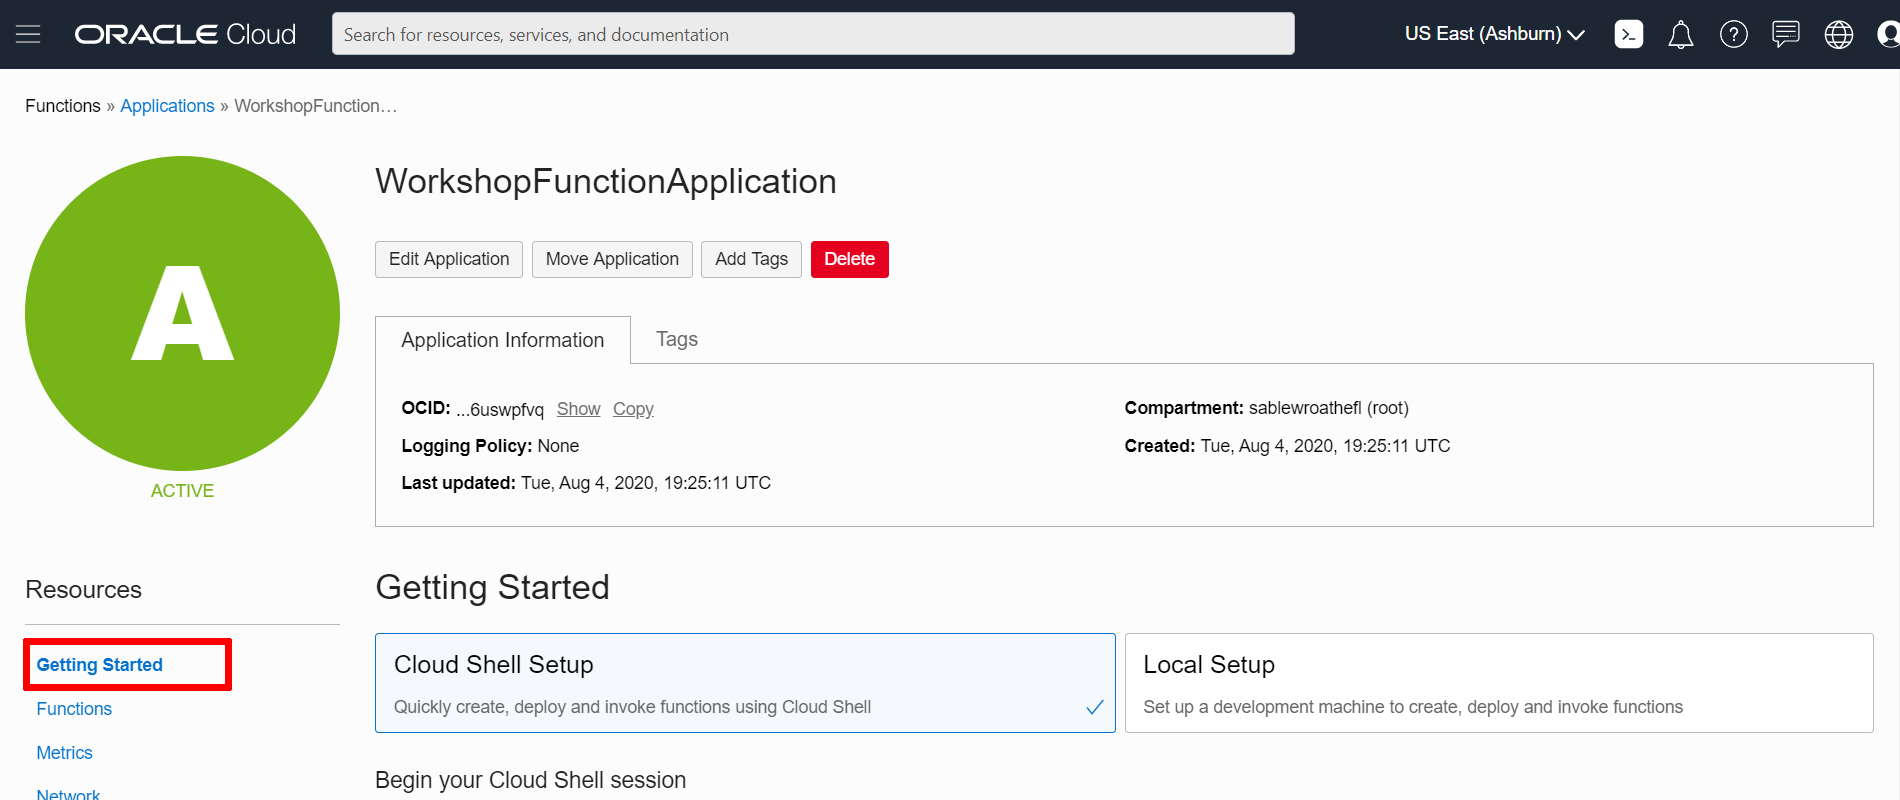 ORACLE Cloud
Search for resources, services, and documentation
US East (Ashburn)
Functions » Applications » WorkshopFunction…
A
ACTIVE
WorkshopFunctionApplication
Edit Application Move Application Add Tags Delete
Application Information Tags
OCID: ...6uswpfvq Show Copy
Compartment: sablewroathefl (root)
Logging Policy: None
Created: Tue, Aug 4, 2020, 19:25:11 UTC
Last updated: Tue, Aug 4, 2020, 19:25:11 UTC
Resources
Getting Started
Functions
Metrics
Network
Getting Started
Cloud Shell Setup
Quickly create, deploy and invoke functions using Cloud Shell
Local Setup
Set up a development machine to create, deploy and invoke functions
Begin your Cloud Shell session